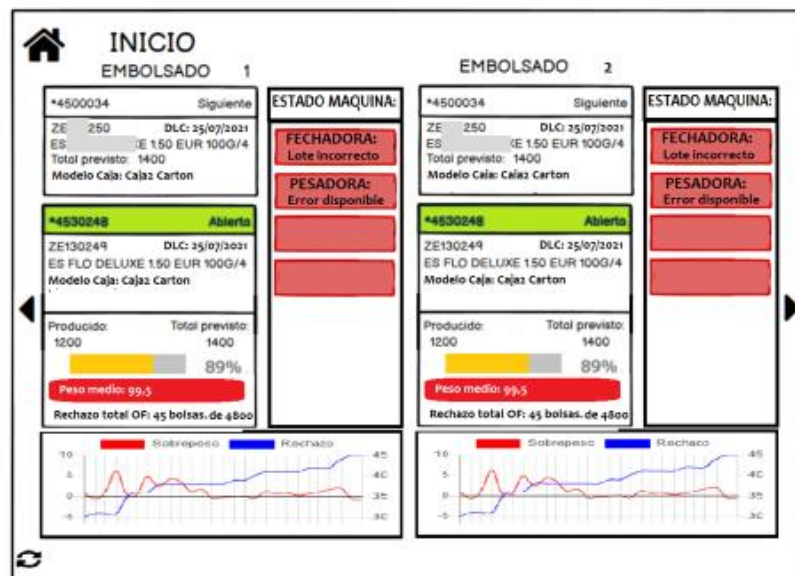 INICIO
EMBOLSADO 1
*4500034 Siguiente
ZE 250 DLC: 25/07/2021
ES XE 1.50 EUR 100G/4
Total previsto: 1400
Modelo Caja: Caja2 Carton
ESTADO MAQUINA:
FECHADORA:
Lote incorrecto
PESADORA:
Error disponible
*4530248 Abierta
ZE130249 DLC: 25/07/2021
ES FLO DELUXE 1.50 EUR 100G/4
Modelo Caja: Caja2 Carton
Producido: Total previsto:
1200 1400
89%
Peso medio: 99,5
Rechazo total OF: 45 bolsas. de 4800
Sobrepeso Rechazo
10 45
5 40
0 35
-5 30
EMBOLSADO 2
*4500034 Siguiente
ZE 250 DLC: 25/07/2021
ES XE 1.50 EUR 100G/4
Total previsto: 1400
Modelo Caja: Caja2 Carton
ESTADO MAQUINA:
FECHADORA:
Lote incorrecto
PESADORA:
Error disponible
*4530248 Abierta
ZE130249 DLC: 25/07/2021
ES FLO DELUXE 1.50 EUR 100G/4
Modelo Caja: Caja2 Carton
Producido: Total previsto:
1200 1400
89%
Peso medio: 99,5
Rechazo total OF: 45 bolsas. de 4800
Sobrepeso Rechazo
10 45
5 40
0 35
-5 30